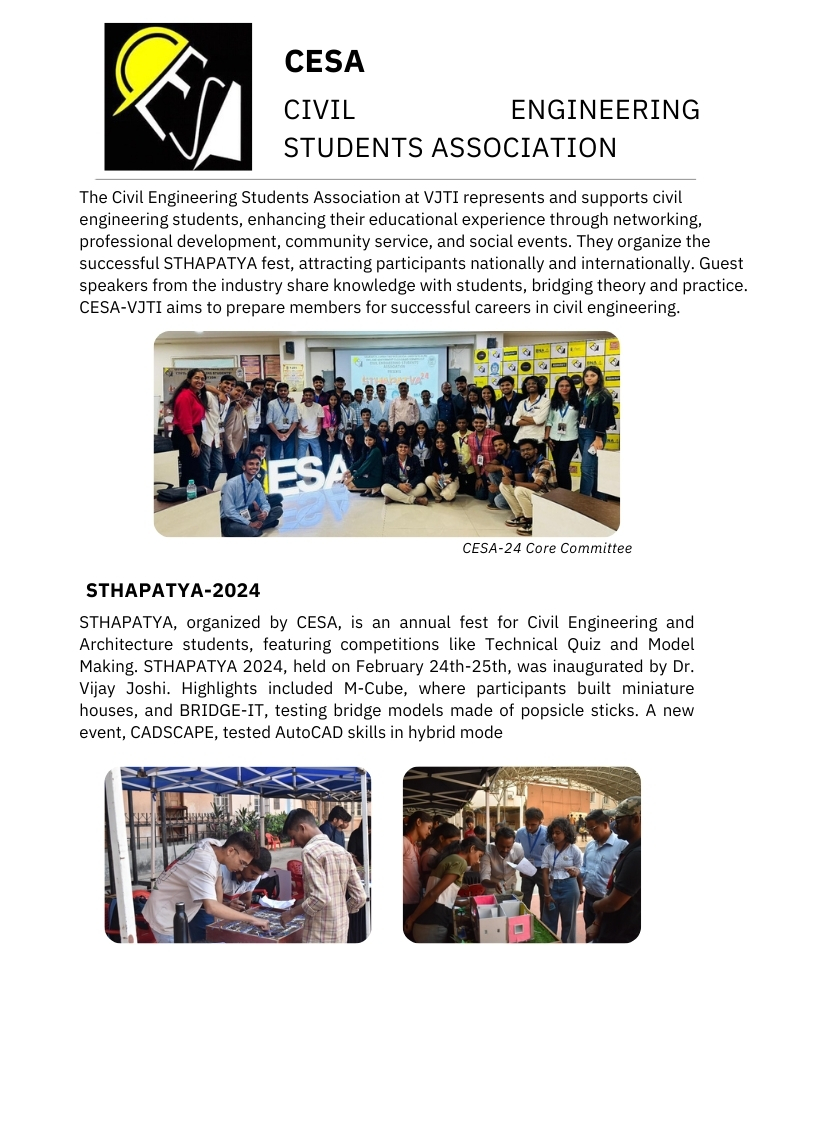 CESA
CESA
CIVIL ENGINEERING
STUDENTS ASSOCIATION
The Civil Engineering Students Association at VJTI represents and supports civil
engineering students, enhancing their educational experience through networking,
professional development, community service, and social events. They organize the
successful STHAPATYA fest, attracting participants nationally and internationally. Guest
speakers from the industry share knowledge with students, bridging theory and practice.
CESA-VJTI aims to prepare members for successful careers in civil engineering.
STHAPATYA
CESA
CESA-24 Core Committee
STHAPATYA-2024
STHAPATYA, organized by CESA, is an annual fest for Civil Engineering and
Architecture students, featuring competitions like Technical Quiz and Model
Making. STHAPATYA 2024, held on February 24th-25th, was inaugurated by Dr.
Vijay Joshi. Highlights included M-Cube, where participants built miniature
houses, and BRIDGE-IT, testing bridge models made of popsicle sticks. A new
event, CADSCAPE, tested AutoCAD skills in hybrid mode